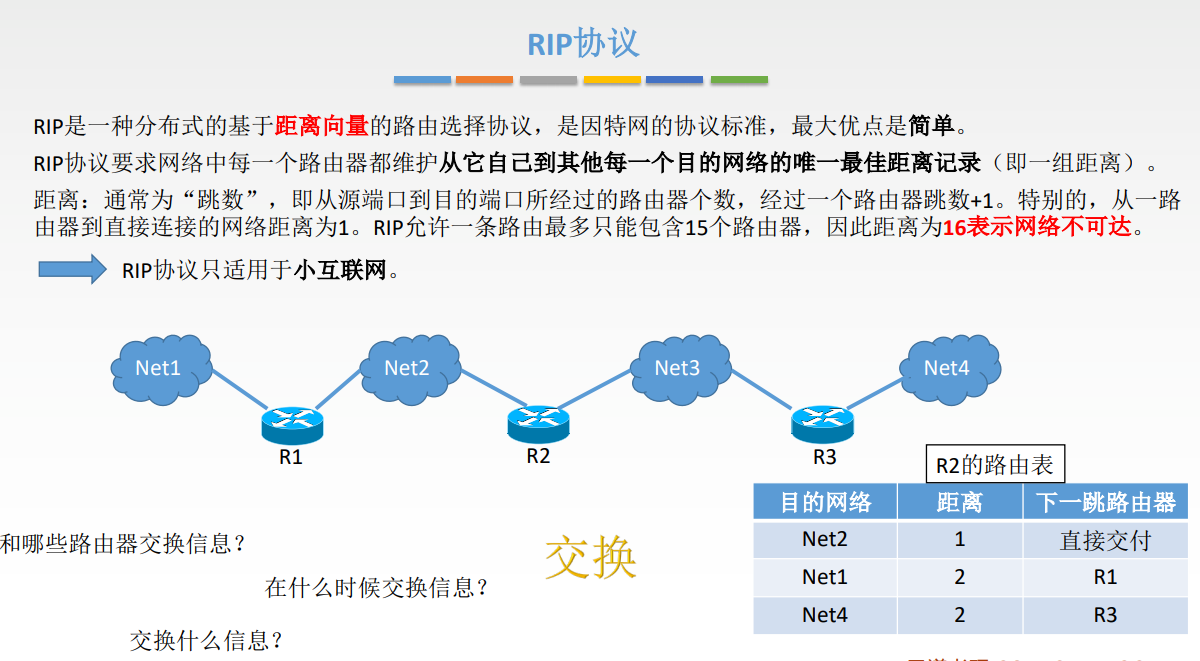 RIP协议
RIP是一种分布式的基于距离向量的路由选择协议，是因特网的协议标准，最大优点是简单。
RIP协议要求网络中每一个路由器都维护从它自己到其他每一个目的网络的唯一最佳距离记录（即一组距离）。
距离：通常为“跳数”，即从源端口到目的端口所经过的路由器个数，经过一个路由器跳数+1。特别的，从一路
由器到直接连接的网络距离为1。RIP允许一条路由最多只能包含15个路由器，因此距离为16表示网络不可达。
RIP协议只适用于小互联网。
Net1 Net2 Net3 Net4
R1 R2 R3
R2的路由表
目的网络 距离 下一跳路由器
Net2 1 直接交付
Net1 2 R1
Net4 2 R3
和哪些路由器交换信息？
交换
在什么时候交换信息？
交换什么信息？